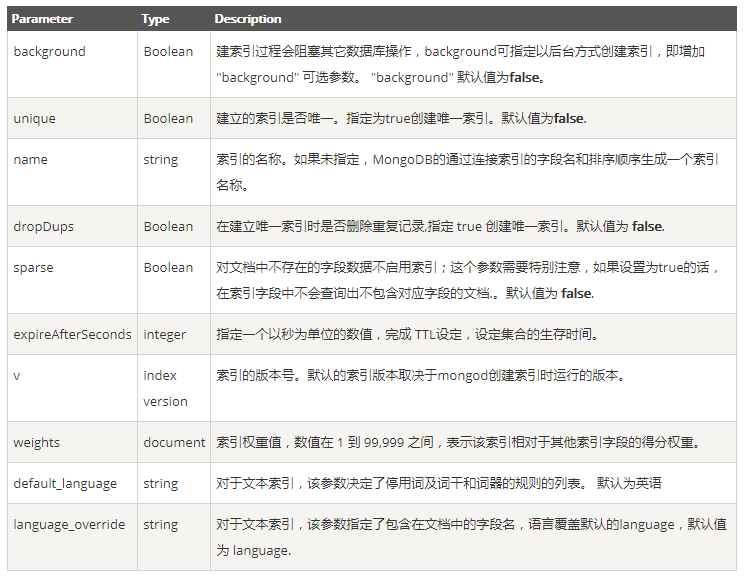 Parameter Type Description
background Boolean 建索引过程会阻塞其它数据库操作，background可指定以后台方式创建索引，即增加
"background" 可选参数。 "background" 默认值为false。
unique Boolean 建立的索引是否唯一。指定为true创建唯一索引。默认值为false.
name string 索引的名称。如果未指定，MongoDB的通过连接索引的字段名和排序顺序生成一个索引
名称。
dropDups Boolean 在建立唯一索引时是否删除重复记录,指定 true 创建唯一索引。默认值为 false.
sparse Boolean 对文档中不存在的字段数据不启用索引；这个参数需要特别注意，如果设置为true的话，
在索引字段中不会查询出不包含对应字段的文档.。默认值为 false.
expireAfterSeconds integer 指定一个以秒为单位的数值，完成 TTL设定，设定集合的生存时间。
v index 索引的版本号。默认的索引版本取决于mongod创建索引时运行的版本。
version
weights document 索引权重值，数值在 1 到 99,999 之间，表示该索引相对于其他索引字段的得分权重。
default_language string 对于文本索引，该参数决定了停用词及词干和词器的规则的列表。 默认为英语
language_override string 对于文本索引，该参数指定了包含在文档中的字段名，语言覆盖默认的language，默认值
为 language.